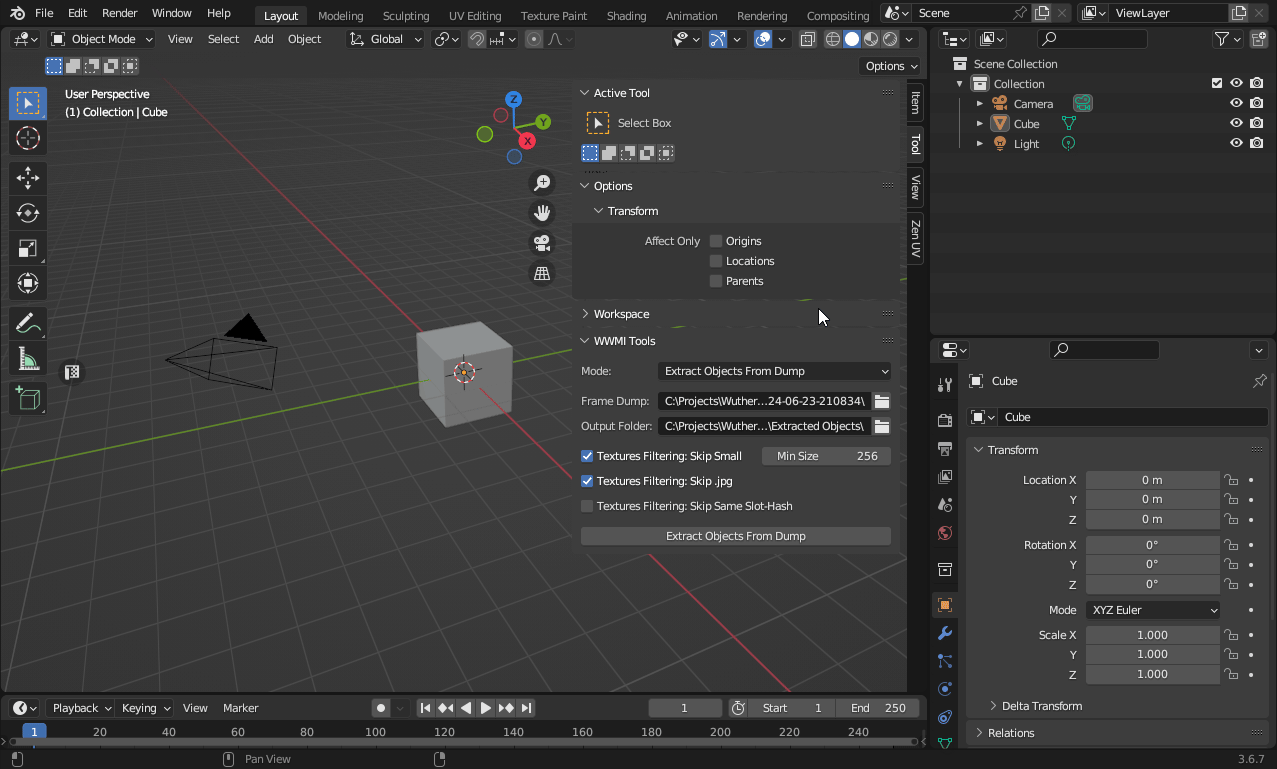 File Edit Render Window Help Layout Modeling Sculpting UV Editing Texture Paint Shading Animation Rendering Compositing Scene ViewLayer
Object Mode View Select Add Object Global
Options
User Perspective
(1) Collection | Cube
Z
Y
X
Active Tool
Select Box
Options
Transform
Affect Only Origins
Locations
Parents
Workspace
WWMI Tools
Mode: Extract Objects From Dump
Frame Dump: C:\Projects\Wuther...24-06-23-210834\
Output Folder: C:\Projects\Wuther...\Extracted Objects\
Textures Filtering: Skip Small Min Size 256
Textures Filtering: Skip .jpg
Textures Filtering: Skip Same Slot-Hash
Extract Objects From Dump
Item
Tool
View
Zen UV
Scene Collection
Collection
Camera
Cube
Light
Cube
Cube
Transform
Location X 0 m
Y 0 m
Z 0 m
Rotation X 0°
Y 0°
Z 0°
Mode XYZ Euler
Scale X 1.000
Y 1.000
Z 1.000
Delta Transform
Relations
Playback Keying View Marker 1 Start 1 End 250
1 20 40 60 80 100 120 140 160 180 200 220 240
Pan View 3.6.7